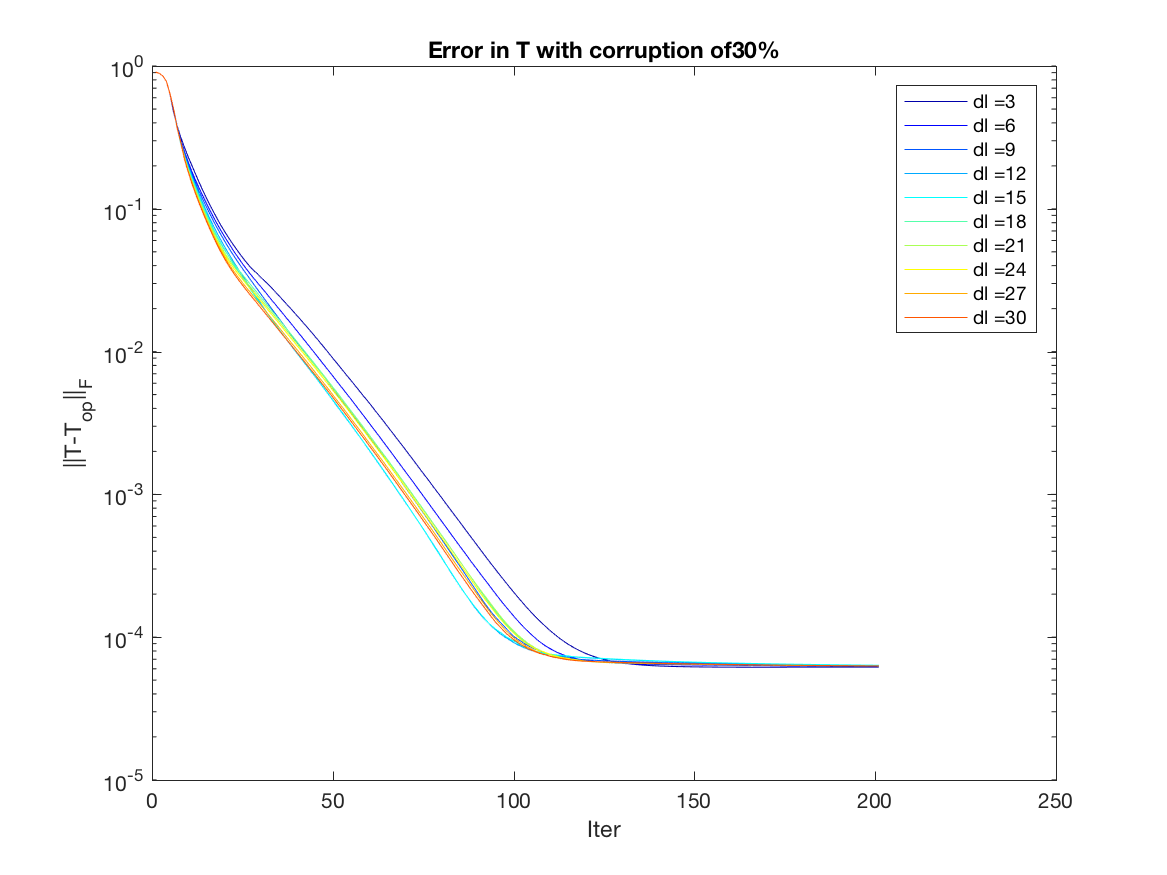 Error in T with corruption of30%
10^0
10^-1
10^-2
10^-3
10^-4
10^-5
||T-T_op||_F
0 50 100 150 200 250
Iter
dl =3
dl =6
dl =9
dl =12
dl =15
dl =18
dl =21
dl =24
dl =27
dl =30